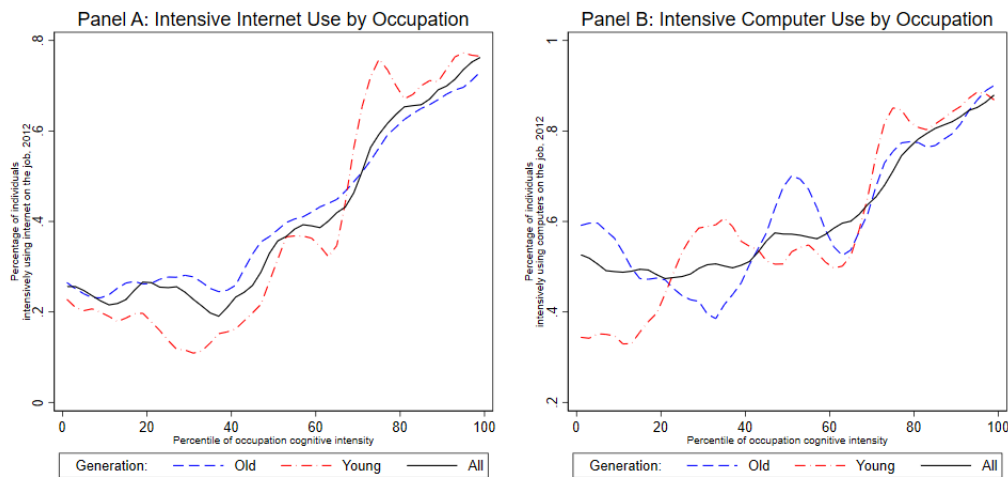 Panel A: Intensive Internet Use by Occupation
Percentage of individuals
intensively using internet on the job, 2012
.8
.6
.4
.2
0
0 20 40 60 80 100
Percentile of occupation cognitive intensity
Generation: Old Young All
Panel B: Intensive Computer Use by Occupation
Percentage of individuals
intensively using computers on the job, 2012
1
.8
.6
.4
.2
0 20 40 60 80 100
Percentile of occupation cognitive intensity
Generation: Old Young All